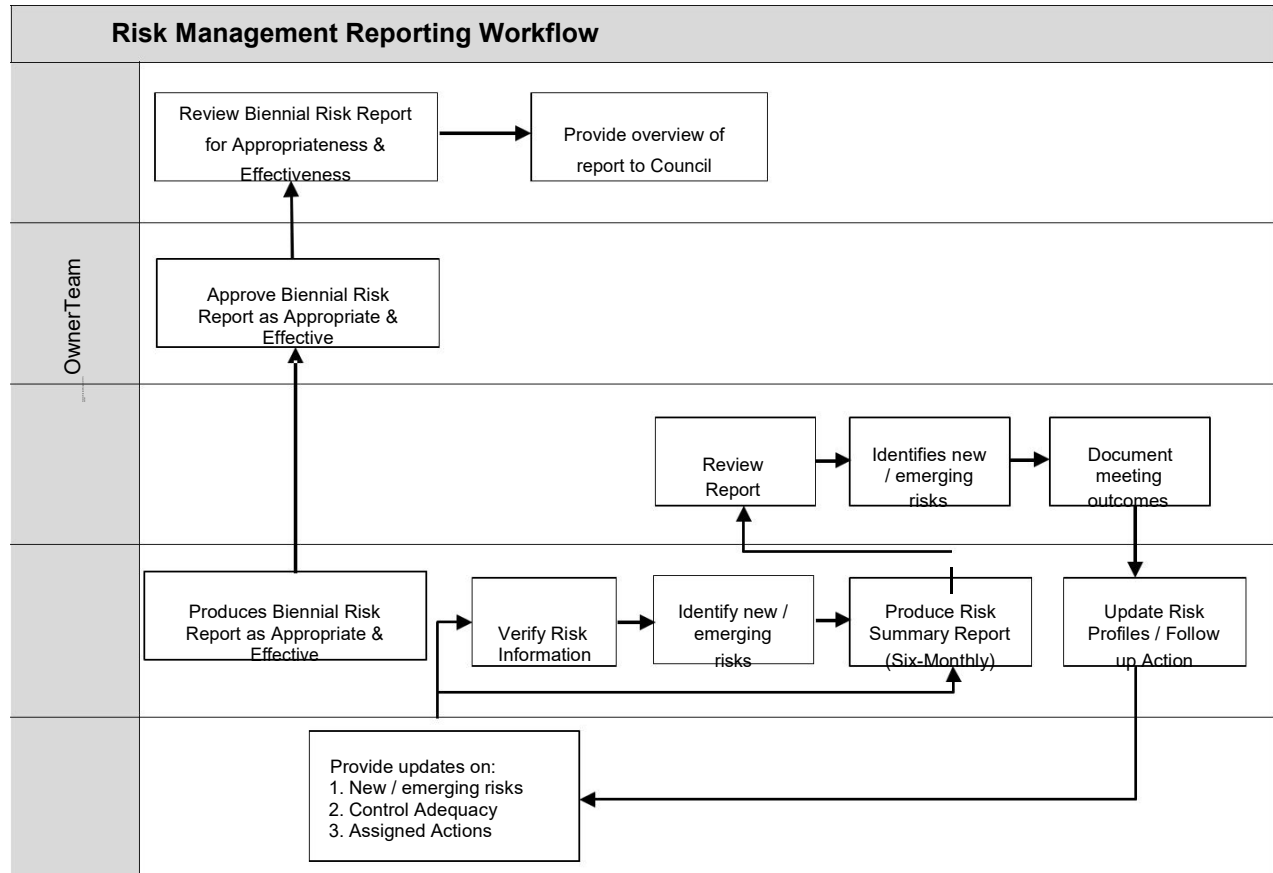 Risk Management Reporting Workflow
Review Biennial Risk Report
for Appropriateness &
Effectiveness
Provide overview of
report to Council
OwnerTeam
Approve Biennial Risk
Report as Appropriate &
Effective
Review
Report
Identifies new
/ emerging
risks
Document
meeting
outcomes
Produces Biennial Risk
Report as Appropriate &
Effective
Verify Risk
Information
Identify new /
emerging
risks
Produce Risk
Summary Report
(Six-Monthly)
Update Risk
Profiles / Follow
up Action
Provide updates on:
1. New / emerging risks
2. Control Adequacy
3. Assigned Actions